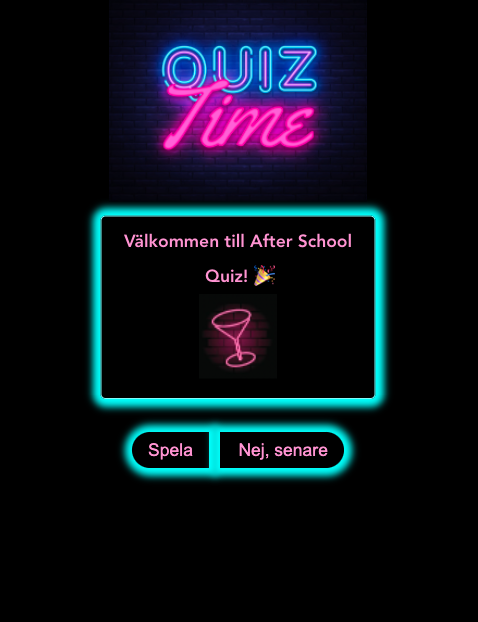 QUIZ
Time
Välkommen till After School
Quiz! 🎉
Spela
Nej, senare